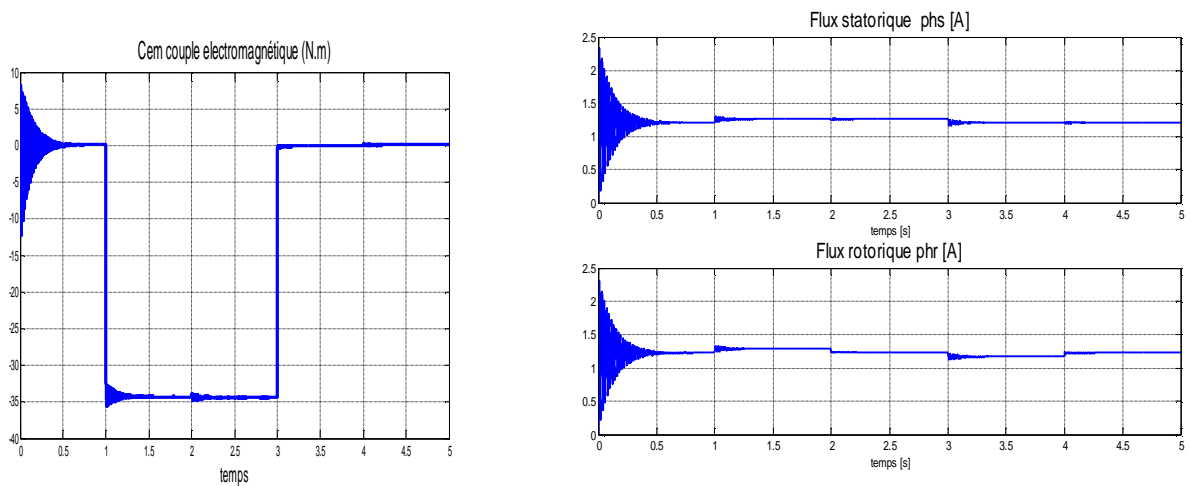 Cem couple electromagnétique (N.m)
10
5
0
-5
-10
-15
-20
-25
-30
-35
-40
0 0.5 1 1.5 2 2.5 3 3.5 4 4.5 5
temps
Flux statorique phs [A]
2.5
2
1.5
1
0.5
0
0 0.5 1 1.5 2 2.5 3 3.5 4 4.5 5
temps [s]
Flux rotorique phr [A]
2.5
2
1.5
1
0.5
0
0 0.5 1 1.5 2 2.5 3 3.5 4 4.5 5
temps [s]